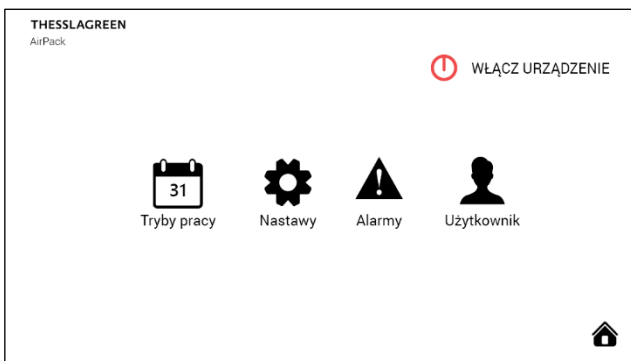 THESSLAGREEN
AirPack
WŁĄCZ URZĄDZENIE
31
Tryby pracy
Nastawy
Alarmy
Użytkownik